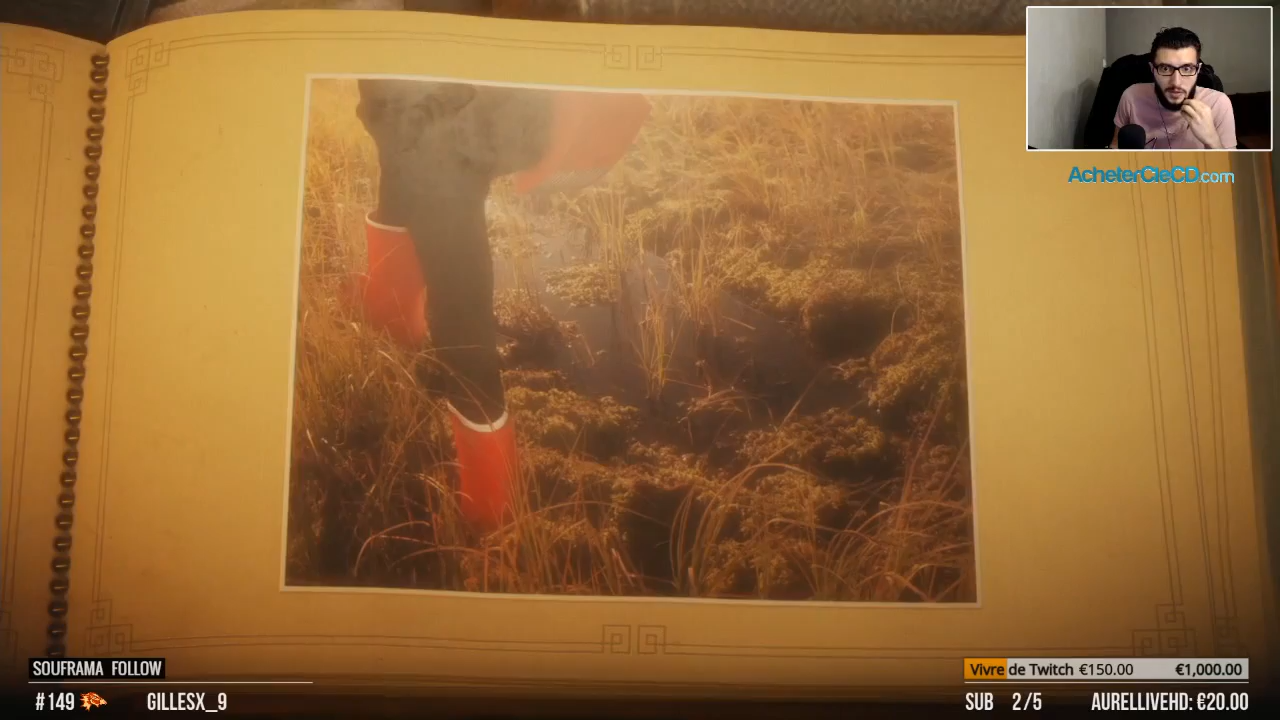 AcheterCleCD.com
SOUFRAMA FOLLOW
Vivre de Twitch €150.00 €1,000.00
#149 GILLESX_9
SUB 2/5 AURELLIVEHD: €20.00